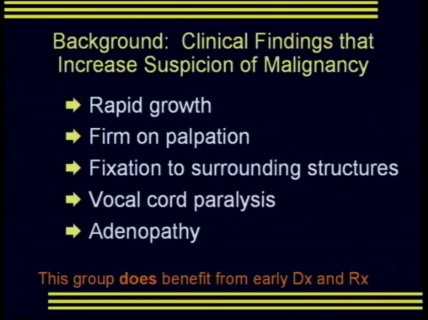 Background: Clinical Findings that
Increase Suspicion of Malignancy
Rapid growth
Firm on palpation
Fixation to surrounding structures
Vocal cord paralysis
Adenopathy
This group does benefit from early Dx and Rx